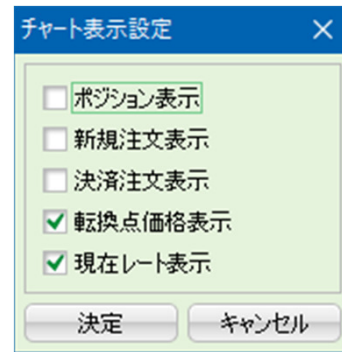 チャート表示設定
ポジション表示
新規注文表示
決済注文表示
転換点価格表示
現在レート表示
決定 キャンセル